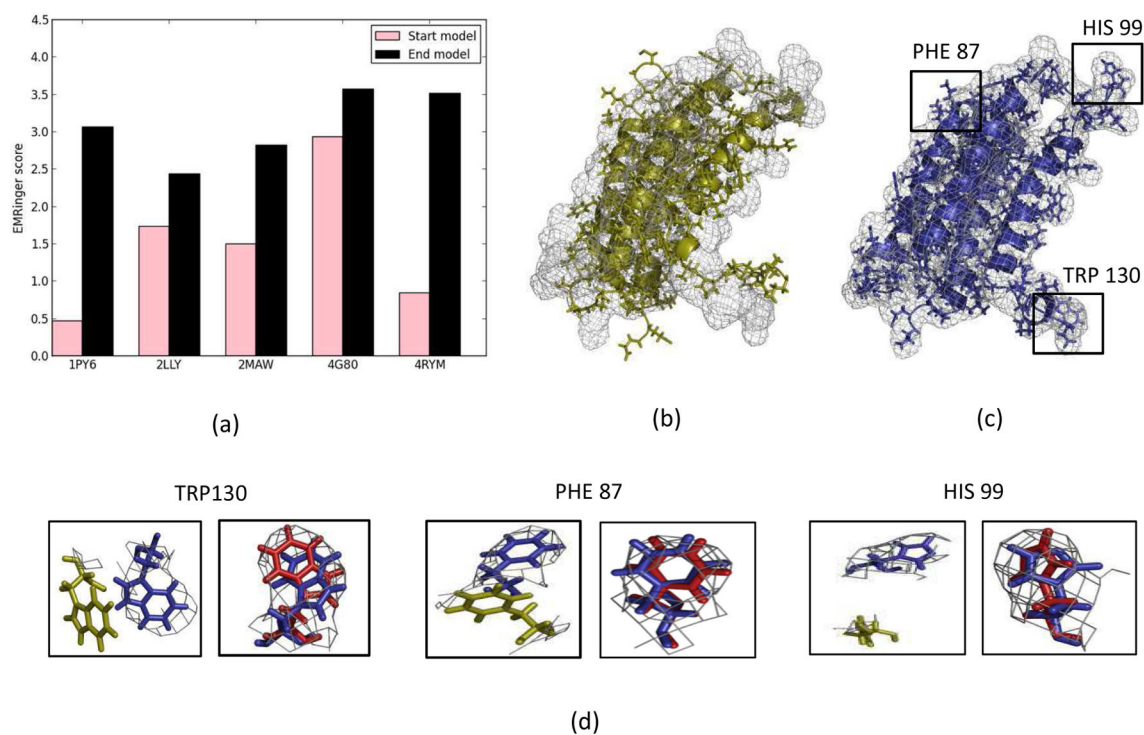 4.5
4.0
3.5
3.0
2.5
2.0
1.5
1.0
0.5
0.0
EMRinger score
Start model
End model
1PY6 2LLY 2MAW 4G80 4RYM
(a)
(b)
PHE 87
HIS 99
TRP 130
(c)
TRP130
PHE 87
HIS 99
(d)